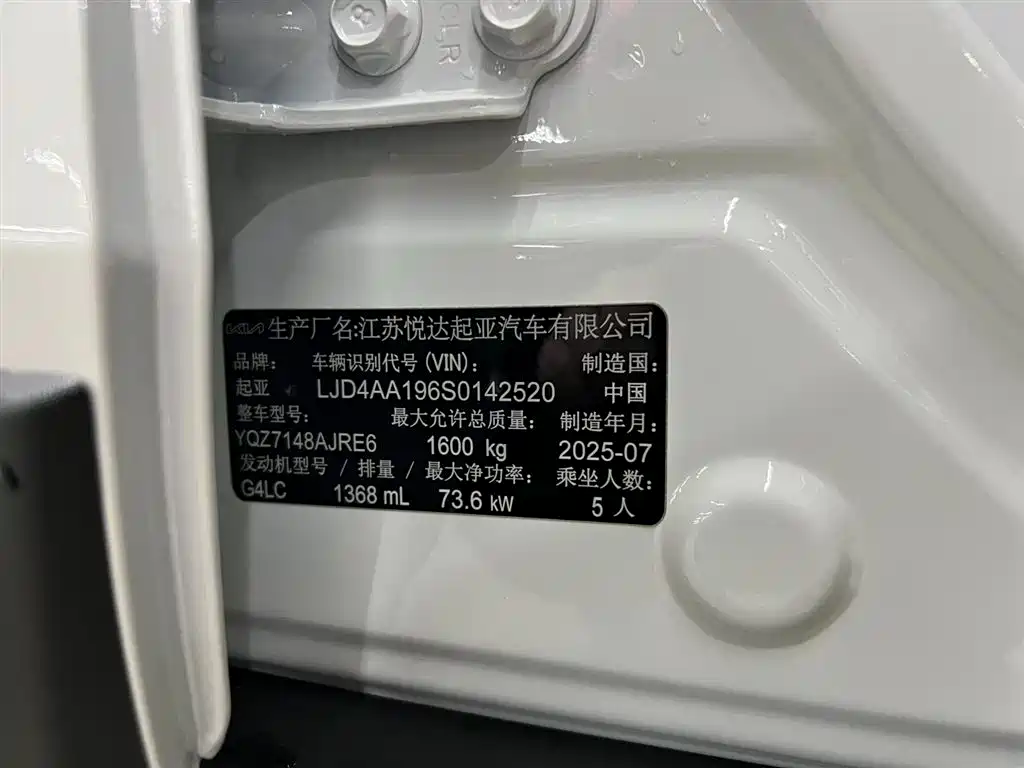 8
CLR
KIA 生产厂名:江苏悦达起亚汽车有限公司
品牌: 车辆识别代号(VIN): 制造国:
起亚 LJD4AA196S0142520 中国
整车型号: 最大允许总质量: 制造年月:
YQZ7148AJRE6 1600 kg 2025-07
发动机型号 / 排量 / 最大净功率: 乘坐人数:
G4LC 1368 mL 73.6 kW 5 人